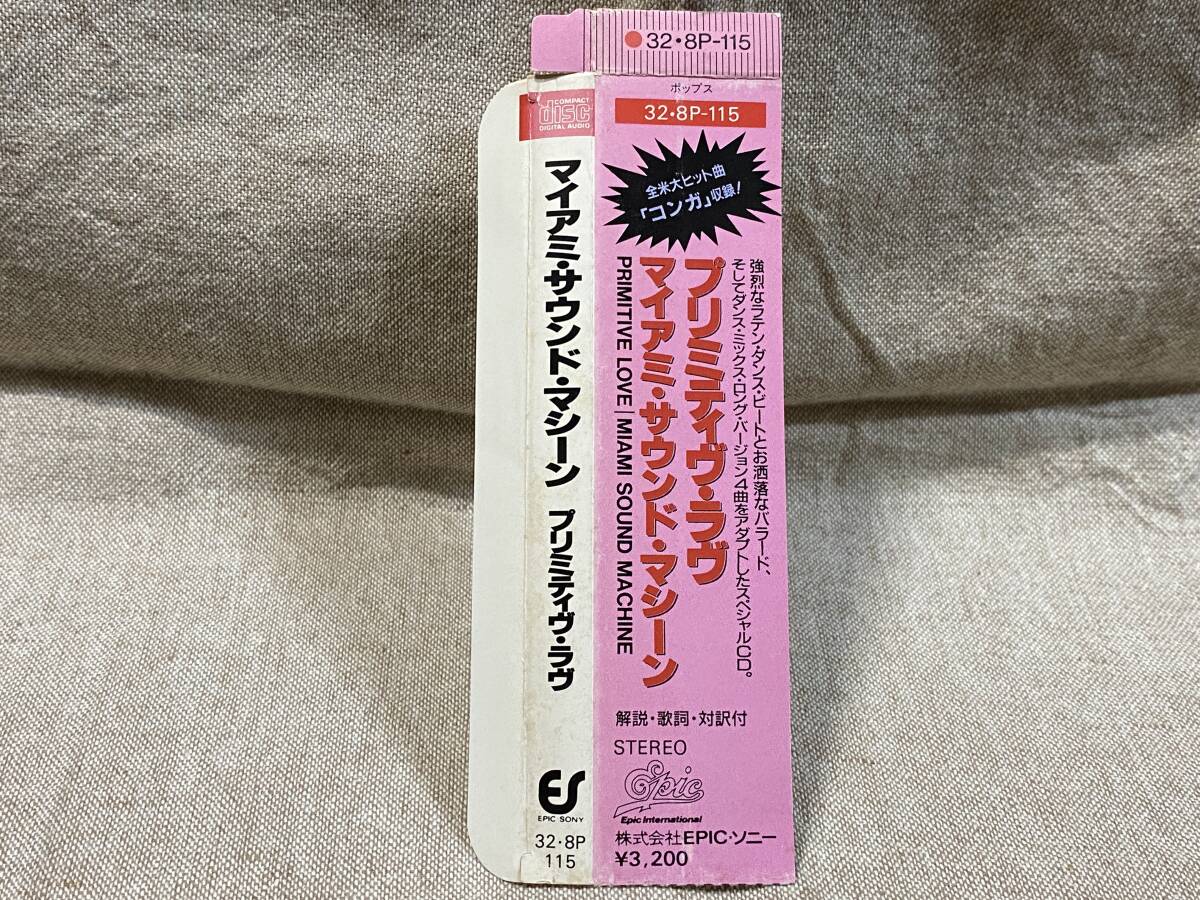 32・8P-115
ポップス
32・8P-115
全米大ヒット曲
「コンガ」収録!
強烈なラテン・ダンス・ビートとお洒落なバラード、
そしてダンス・ミックス・ロング・バージョン4曲をアダプトしたスペシャルCD。
プリミティヴ・ラヴ
マイアミ・サウンド・マシーン
PRIMITIVE LOVE | MIAMI SOUND MACHINE
解説・歌詞・対訳付
STEREO
Epic
Epic International
株式会社EPIC・ソニー
¥3,200
COMPACT
disc
DIGITAL AUDIO
マイアミ・サウンド・マシーン プリミティヴ・ラヴ
ES
EPIC SONY
32・8P
115